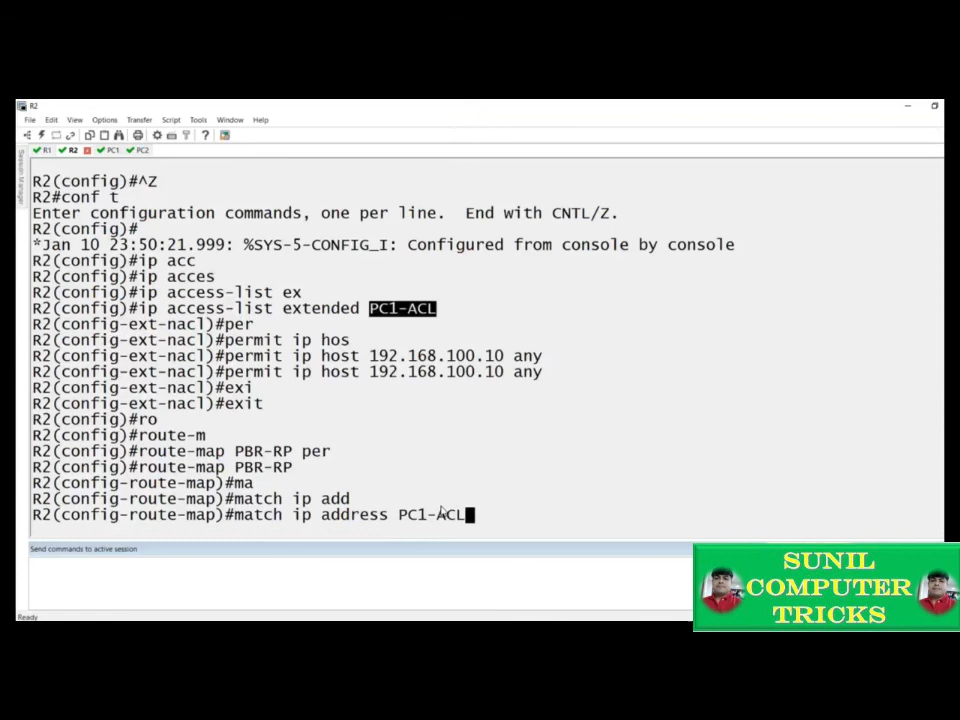 R2
File Edit View Options Transfer Script Tools Window Help
R1 R2 PC1 PC2
Session Manager
R2(config)#^Z
R2#conf t
Enter configuration commands, one per line.  End with CNTL/Z.
R2(config)#
*Jan 10 23:50:21.999: %SYS-5-CONFIG_I: Configured from console by console
R2(config)#ip acc
R2(config)#ip acces
R2(config)#ip access-list ex
R2(config)#ip access-list extended PC1-ACL
R2(config-ext-nacl)#per
R2(config-ext-nacl)#permit ip hos
R2(config-ext-nacl)#permit ip host 192.168.100.10 any
R2(config-ext-nacl)#permit ip host 192.168.100.10 any
R2(config-ext-nacl)#exi
R2(config-ext-nacl)#exit
R2(config)#ro
R2(config)#route-m
R2(config)#route-map PBR-RP per
R2(config)#route-map PBR-RP
R2(config-route-map)#ma
R2(config-route-map)#match ip add
R2(config-route-map)#match ip address PC1-ACL
Send commands to active session
Ready
SUNIL
COMPUTER
TRICKS